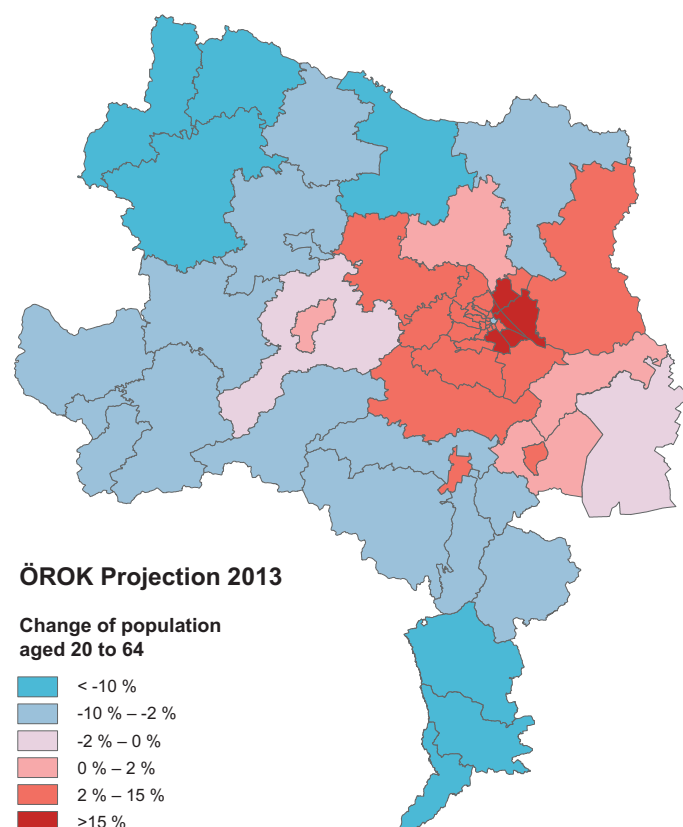 ÖROK Projection 2013
Change of population
aged 20 to 64
< -10 %
-10 % – -2 %
-2 % – 0 %
0 % – 2 %
2 % – 15 %
>15 %